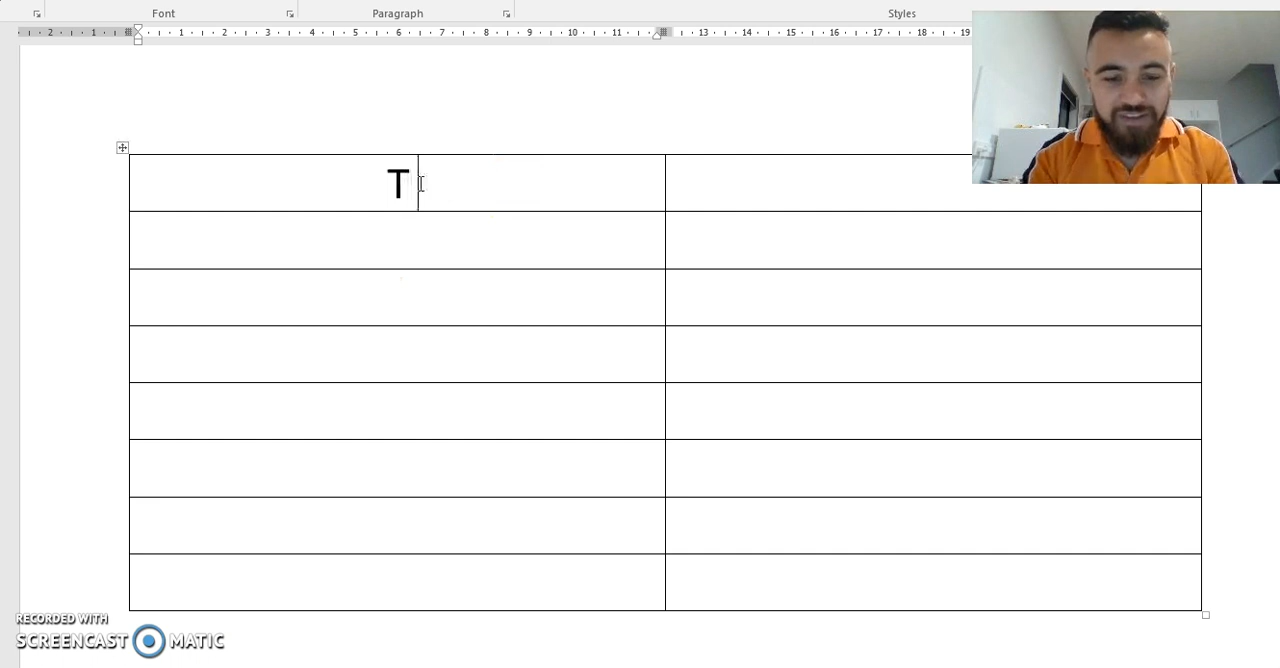 Font Paragraph Styles
2 1 1 2 3 4 5 6 7 8 9 10 11 13 14 15 16 17 18 19
T
RECORDED WITH
SCREENCAST MATIC